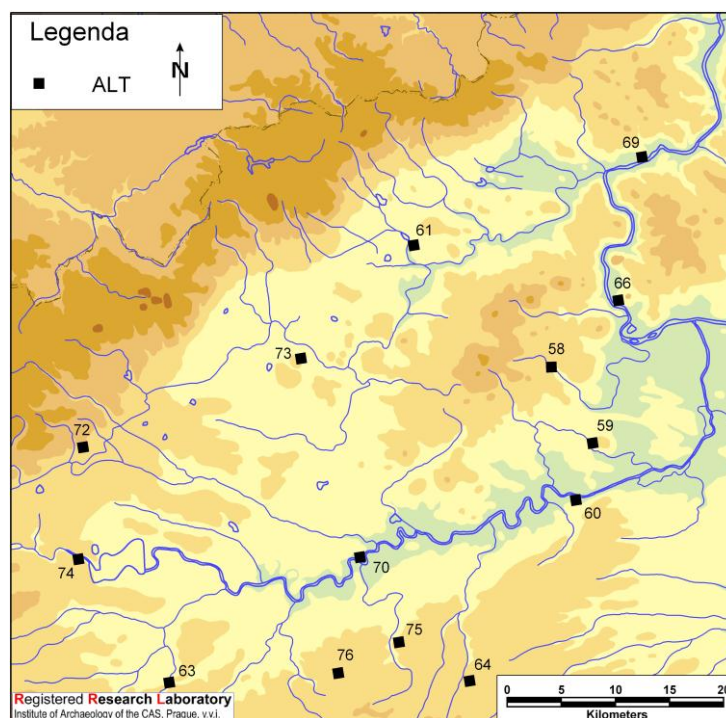 Legenda
N
ALT
69
61
66
73
58
72
59
60
74
70
75
76
63
64
0 5 10 15 20
Kilometers
Registered Research Laboratory
Institute of Archaeology of the CAS, Prague, v.v.i.